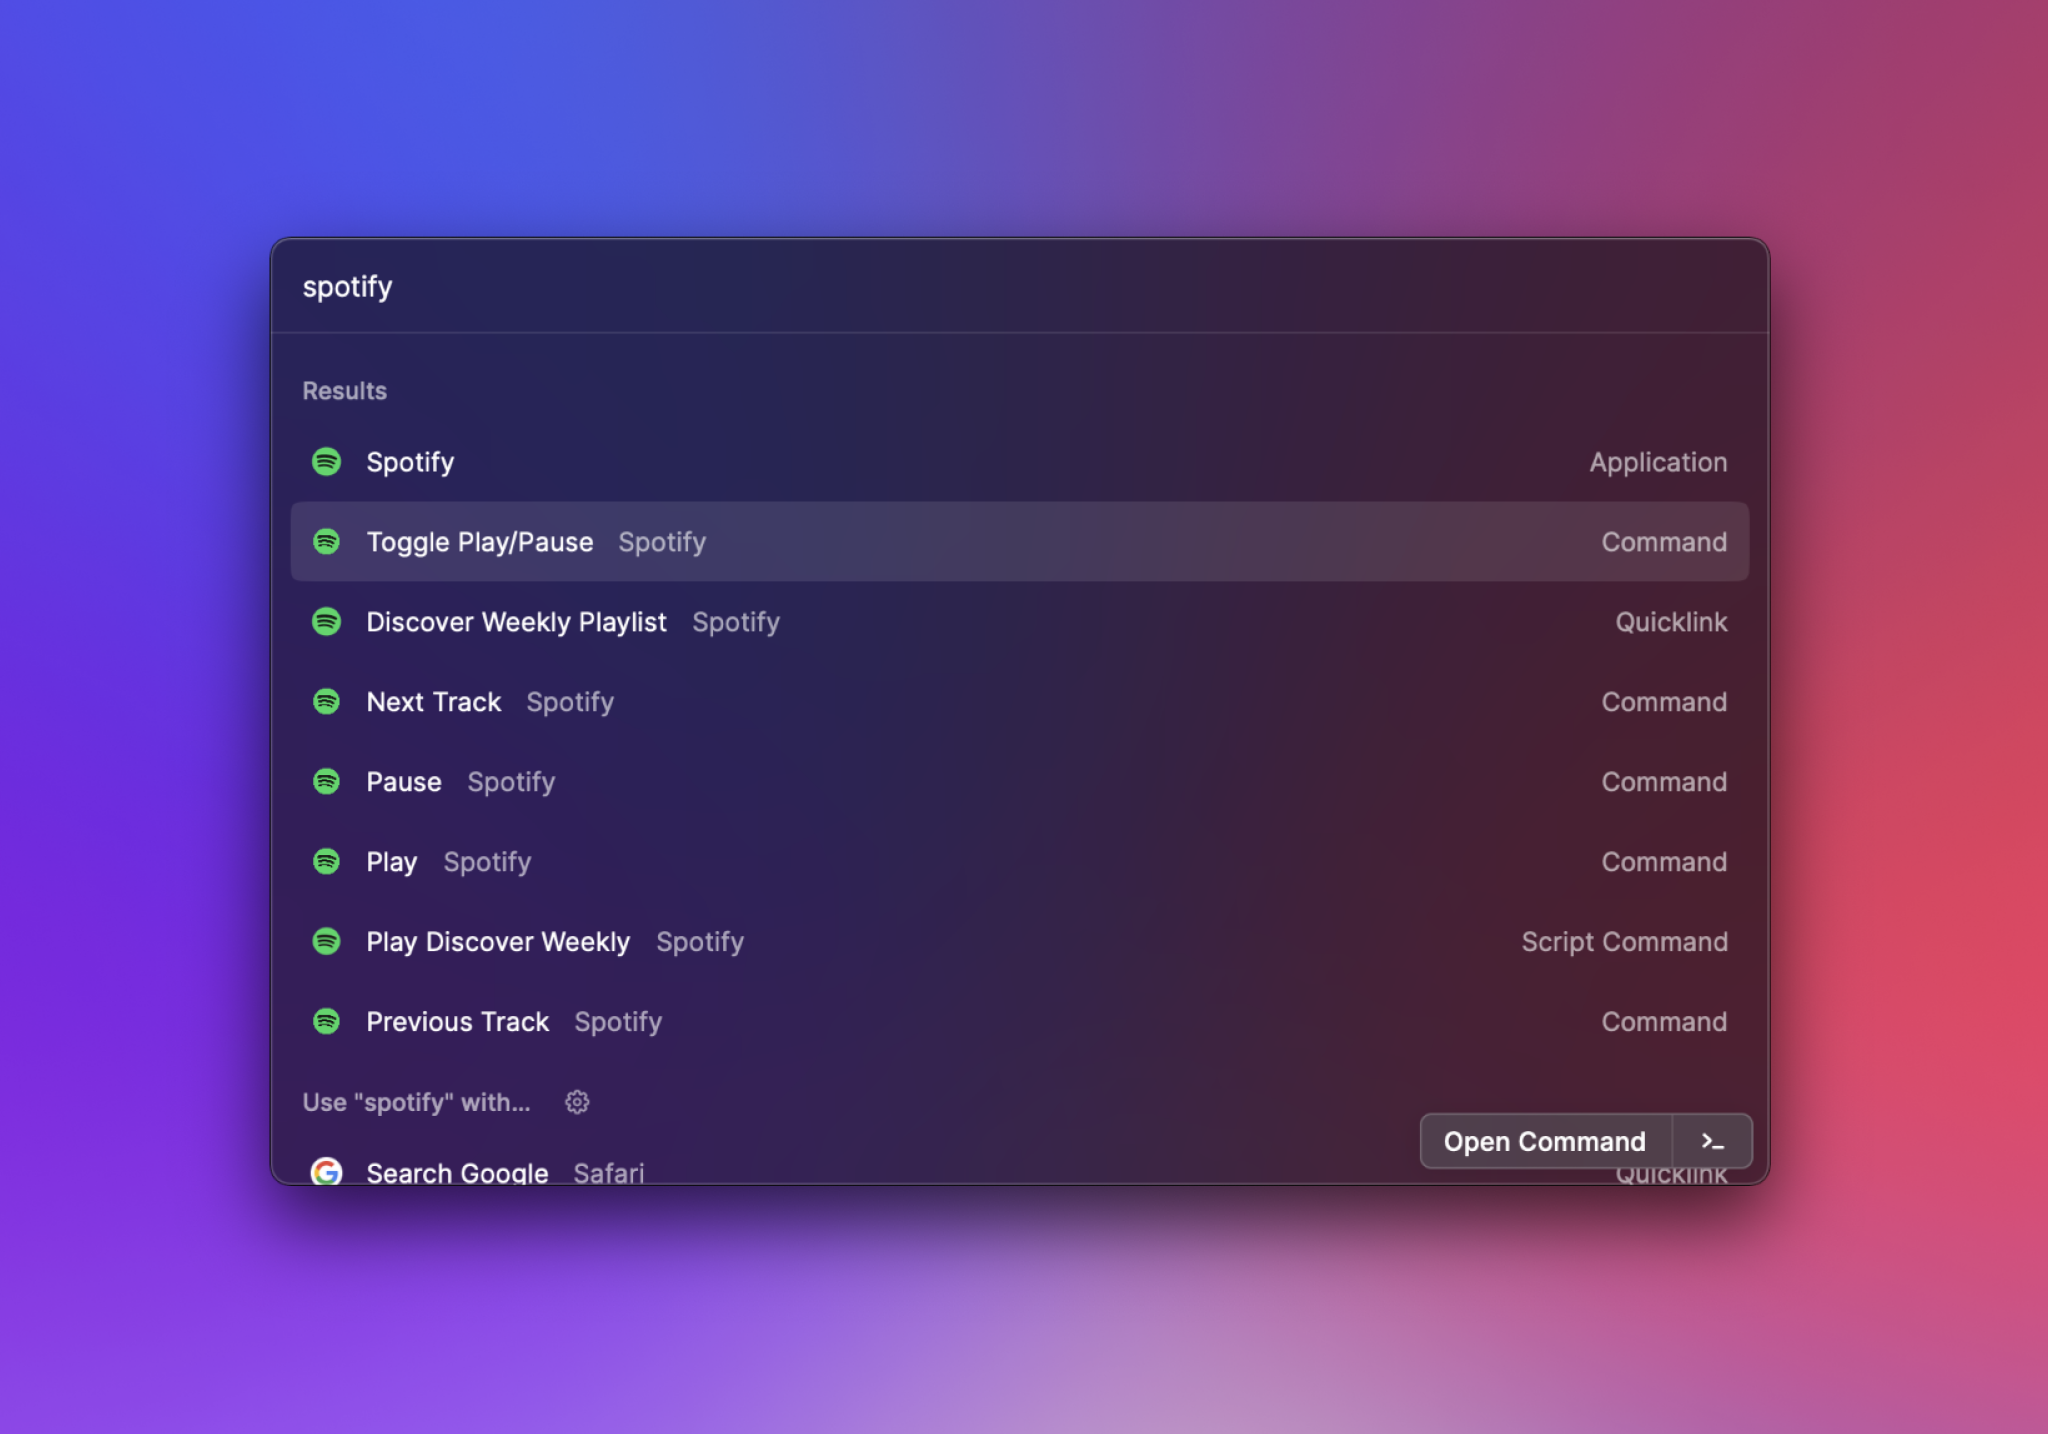 spotify
Results
Spotify Application
Toggle Play/Pause Spotify Command
Discover Weekly Playlist Spotify Quicklink
Next Track Spotify Command
Pause Spotify Command
Play Spotify Command
Play Discover Weekly Spotify Script Command
Previous Track Spotify Command
Use "spotify" with...
Open Command >_
Search Google Safari Quicklink